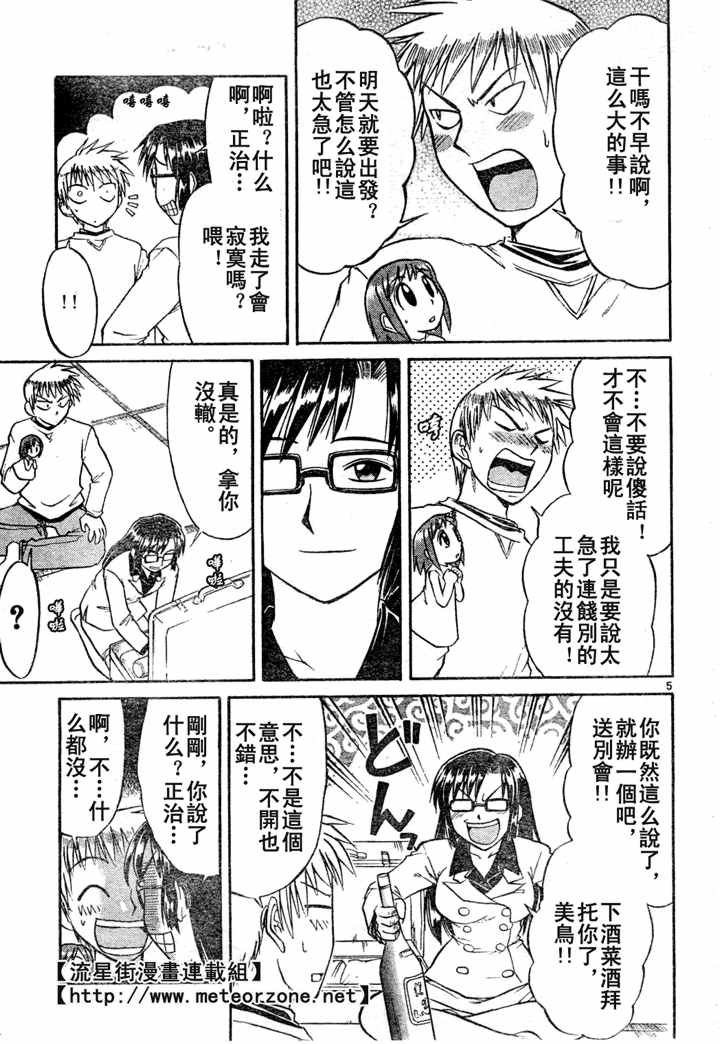 干嗎不早說啊，
這么大的事!!
明天就要出發？
不管怎么說這
也太急了吧!!
啊啦？什么
啊，正治…
我走了會
寂寞嗎？
喂！
嘻嘻嘻
!!
不…不要說傻話！
才不會這樣呢
我只是要說太
急了連餞別的
工夫的沒有！
真是的，拿你
沒轍。
？
5
你既然這么說了，
就辦一個吧，
送別會!!
下酒菜酒拜
托你了，
美鳥!!
どんっ
不…不是這個
意思，不開也
不錯…
剛剛，你說了
什么？正治…
啊，不…什
么都沒…
【流星街漫畫連載組】
【http://www.meteorzone.net】